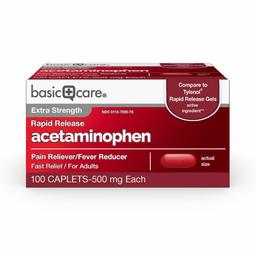 basic care®
Compare to
Tylenol®
Rapid Release Gels
active
ingredient**
Extra Strength
Rapid Release
acetaminophen
Pain Reliever/Fever Reducer
Fast Relief / For Adults
actual
size
100 CAPLETS-500 mg Each